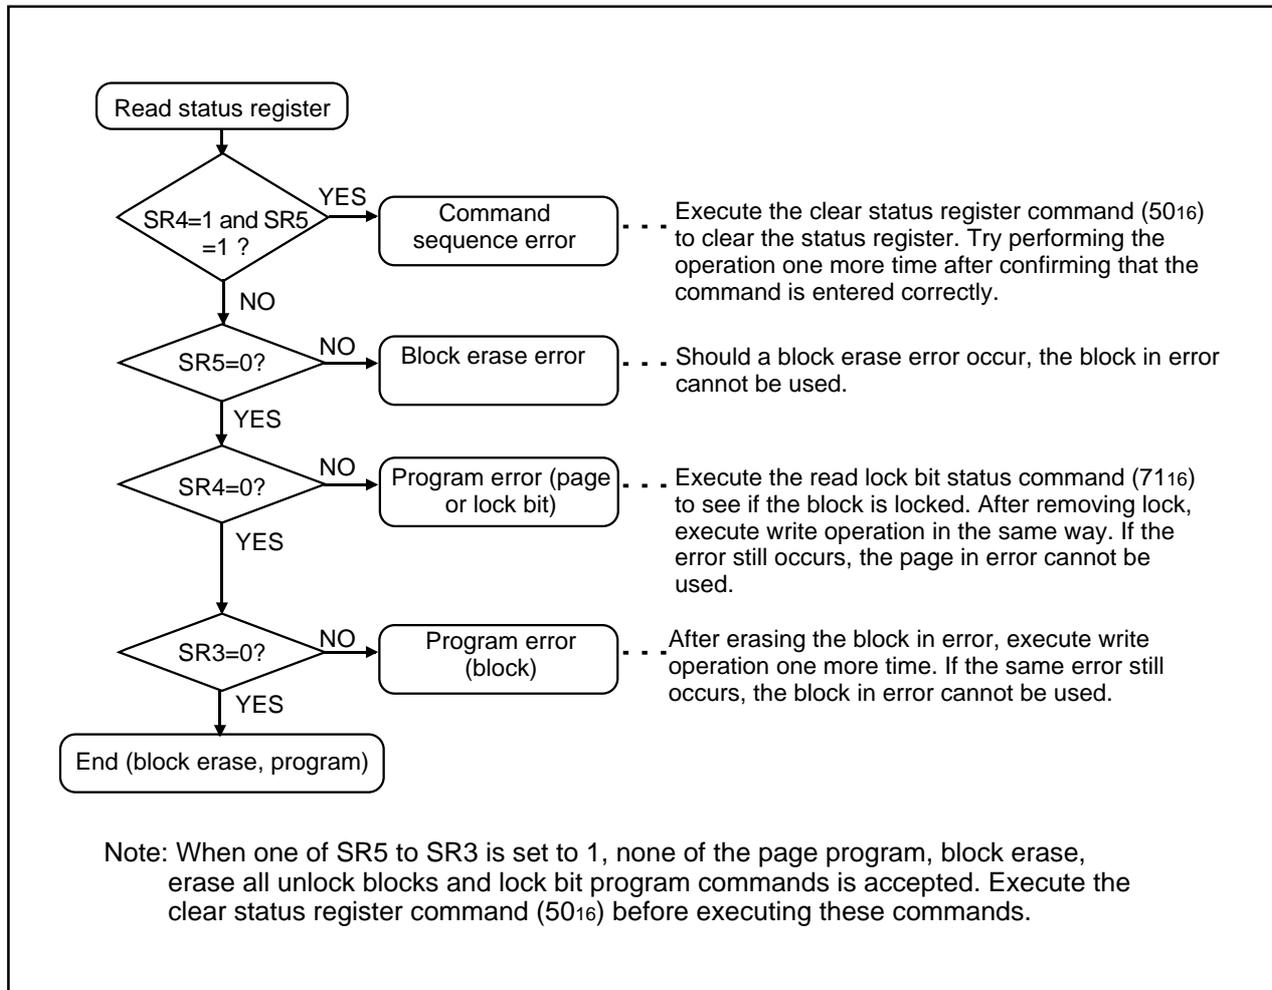 Read status register
SR4=1 and SR5
=1 ?
YES
Command
sequence error
Execute the clear status register command (5016)
to clear the status register. Try performing the
operation one more time after confirming that the
command is entered correctly.
NO
SR5=0?
NO
Block erase error
Should a block erase error occur, the block in error
cannot be used.
YES
SR4=0?
NO
Program error (page
or lock bit)
Execute the read lock bit status command (7116)
to see if the block is locked. After removing lock,
execute write operation in the same way. If the
error still occurs, the page in error cannot be
used.
YES
SR3=0?
NO
Program error
(block)
After erasing the block in error, execute write
operation one more time. If the same error still
occurs, the block in error cannot be used.
YES
End (block erase, program)
Note: When one of SR5 to SR3 is set to 1, none of the page program, block erase,
erase all unlock blocks and lock bit program commands is accepted. Execute the
clear status register command (5016) before executing these commands.